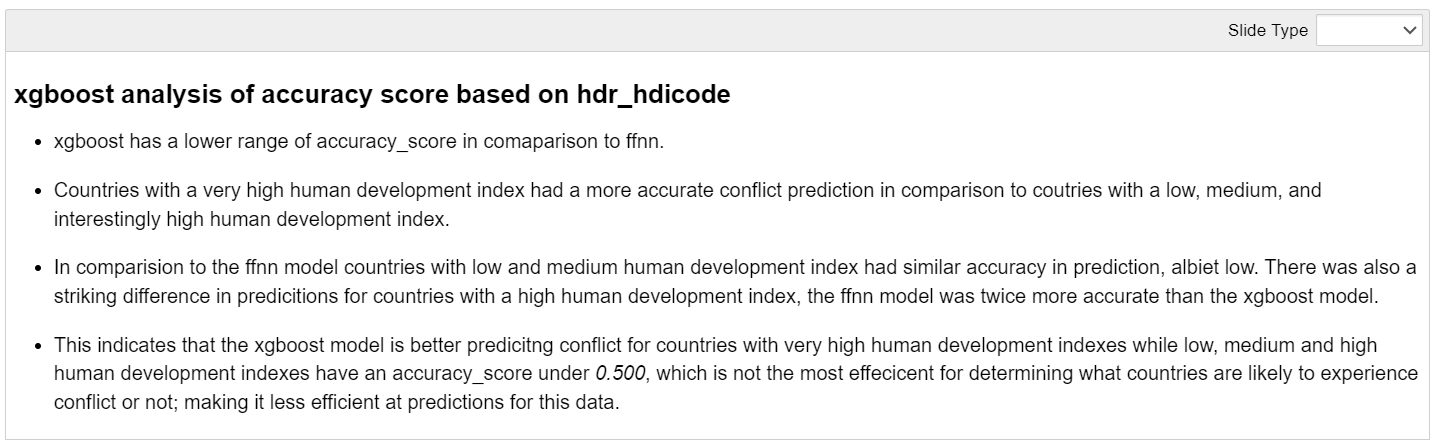 Slide Type
xgboost analysis of accuracy score based on hdr_hdicode
• xgboost has a lower range of accuracy_score in comaparison to ffnn.
• Countries with a very high human development index had a more accurate conflict prediction in comparison to coutries with a low, medium, and
interestingly high human development index.
• In comparision to the ffnn model countries with low and medium human development index had similar accuracy in prediction, albiet low. There was also a
striking difference in predicitions for countries with a high human development index, the ffnn model was twice more accurate than the xgboost model.
• This indicates that the xgboost model is better predicitng conflict for countries with very high human development indexes while low, medium and high
human development indexes have an accuracy_score under 0.500, which is not the most effecicent for determining what countries are likely to experience
conflict or not; making it less efficient at predictions for this data.